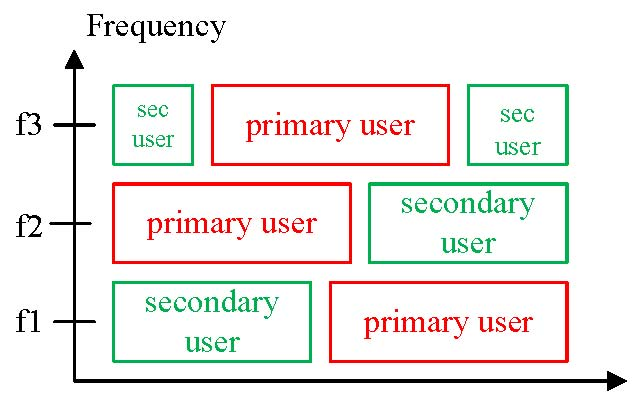 Frequency
f3
sec
user
primary user
sec
user
f2
primary user
secondary
user
f1
secondary
user
primary user